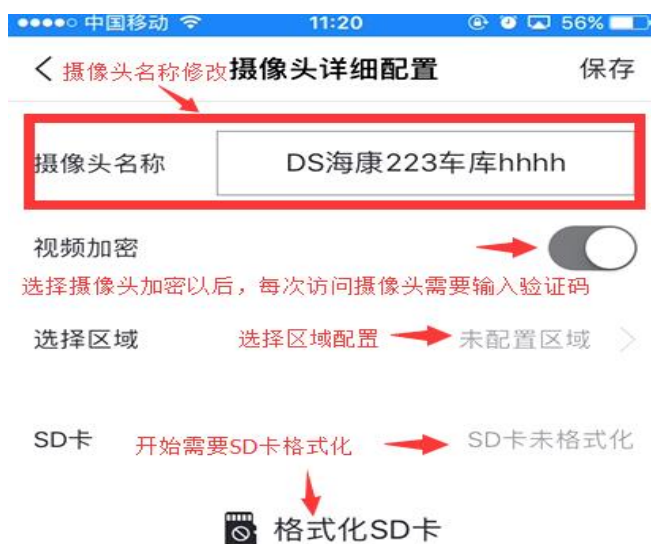 中国移动 11:20 56%
摄像头名称修改 摄像头详细配置 保存
摄像头名称 DS海康223车库hhhh
视频加密
选择摄像头加密以后，每次访问摄像头需要输入验证码
选择区域 选择区域配置 未配置区域
SD卡 开始需要SD卡格式化 SD卡未格式化
格式化SD卡